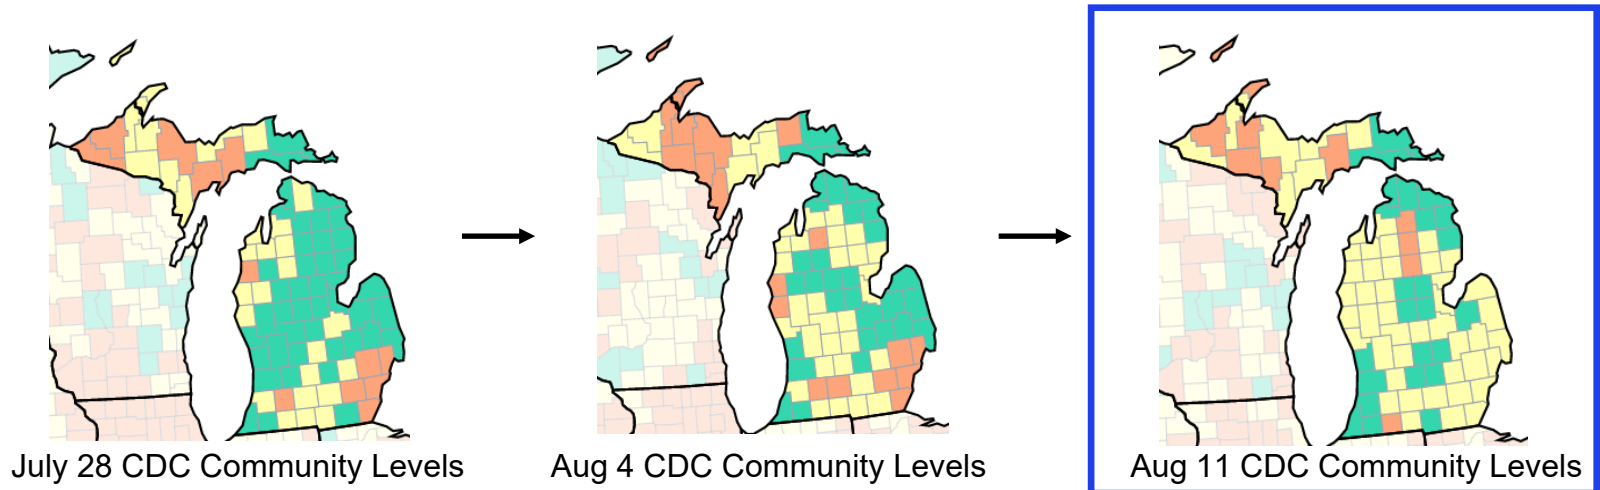 July 28 CDC Community Levels
Aug 4 CDC Community Levels
Aug 11 CDC Community Levels